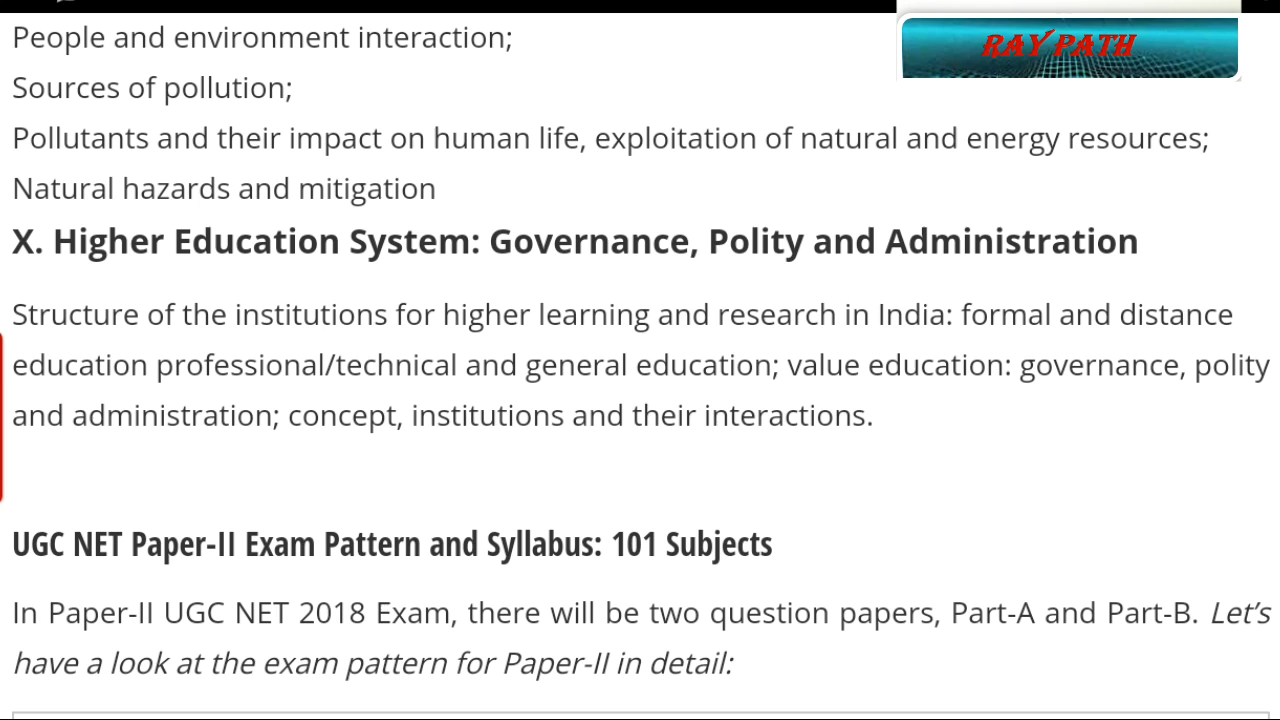 People and environment interaction;
RAY PATH
Sources of pollution;
Pollutants and their impact on human life, exploitation of natural and energy resources;
Natural hazards and mitigation
X. Higher Education System: Governance, Polity and Administration
Structure of the institutions for higher learning and research in India: formal and distance
education professional/technical and general education; value education: governance, polity
and administration; concept, institutions and their interactions.
UGC NET Paper-II Exam Pattern and Syllabus: 101 Subjects
In Paper-II UGC NET 2018 Exam, there will be two question papers, Part-A and Part-B. Let’s
have a look at the exam pattern for Paper-II in detail: